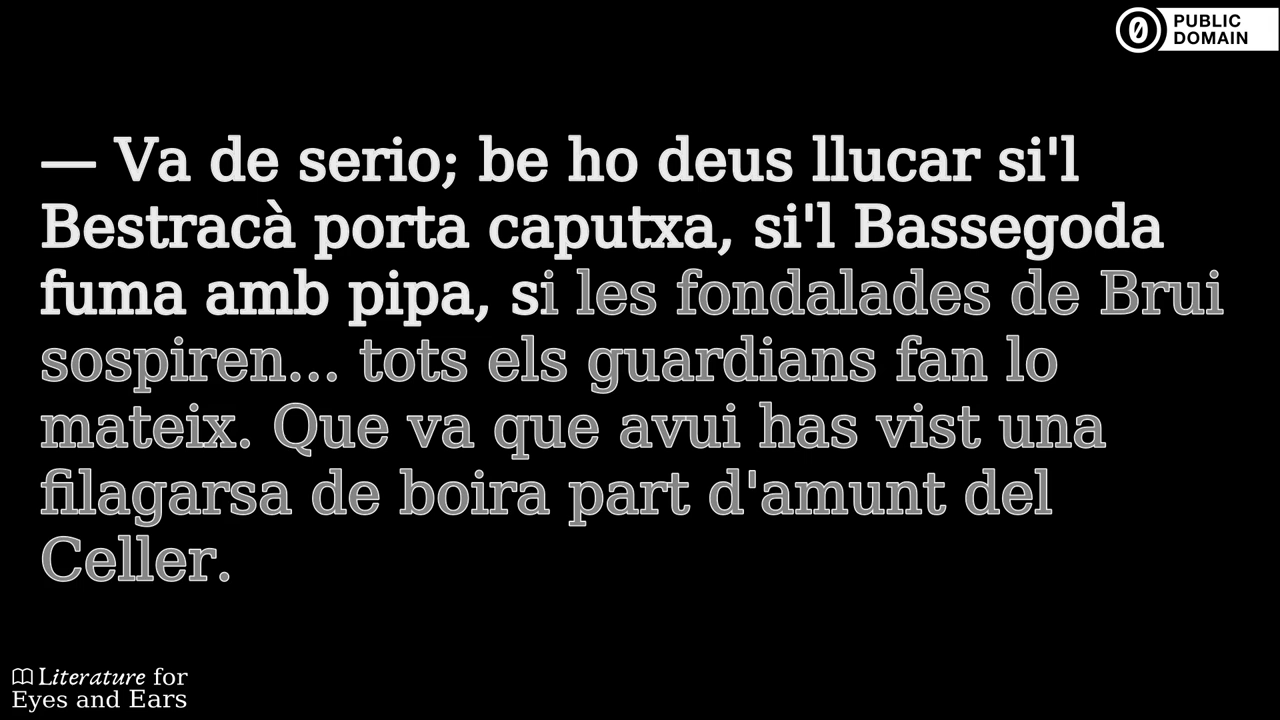 PUBLIC
DOMAIN
— Va de serio; be ho deus llucar si'l
Bestracà porta caputxa, si'l Bassegoda
fuma amb pipa, si les fondalades de Brui
sospiren... tots els guardians fan lo
mateix. Que va que avui has vist una
filagarsa de boira part d'amunt del
Celler.
Literature for
Eyes and Ears